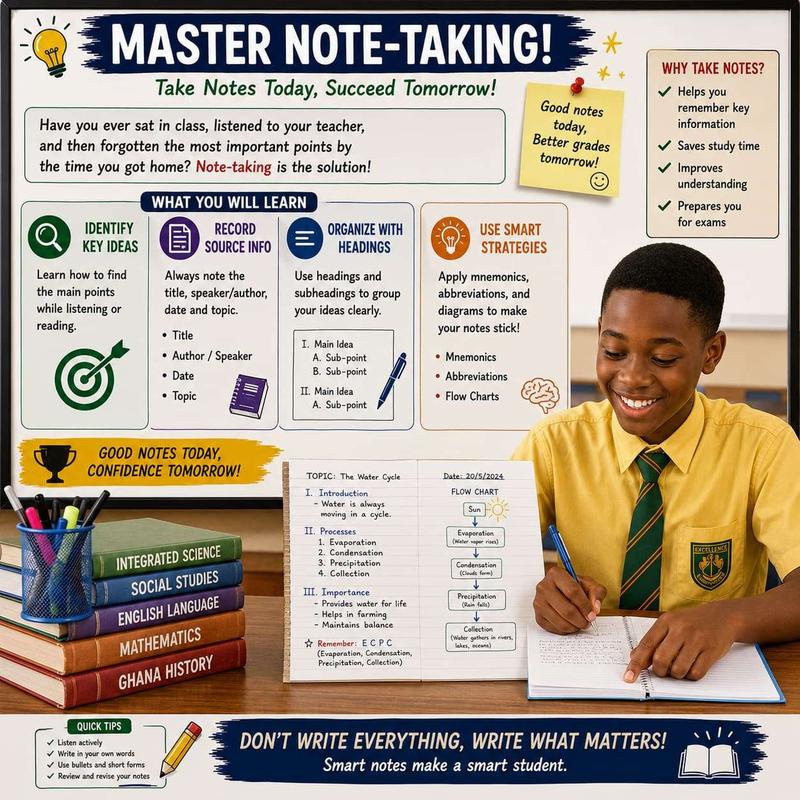 MASTER NOTE-TAKING!
Take Notes Today, Succeed Tomorrow!
Have you ever sat in class, listened to your teacher,
and then forgotten the most important points by
the time you got home? Note-taking is the solution!
Good notes
today,
Better grades
tomorrow!
WHY TAKE NOTES?
✓ Helps you
remember key
information
✓ Saves study time
✓ Improves
understanding
✓ Prepares you
for exams
WHAT YOU WILL LEARN
IDENTIFY
KEY IDEAS
Learn how to find
the main points
while listening or
reading.
RECORD
SOURCE INFO
Always note the
title, speaker/author,
date and topic.
• Title
• Author / Speaker
• Date
• Topic
ORGANIZE WITH
HEADINGS
Use headings and
subheadings to group
your ideas clearly.
I. Main Idea
A. Sub-point
B. Sub-point
II. Main Idea
A. Sub-point
USE SMART
STRATEGIES
Apply mnemonics,
abbreviations, and
diagrams to make
your notes stick!
• Mnemonics
• Abbreviations
• Flow Charts
GOOD NOTES TODAY,
CONFIDENCE TOMORROW!
INTEGRATED SCIENCE
SOCIAL STUDIES
ENGLISH LANGUAGE
MATHEMATICS
GHANA HISTORY
TOPIC: The Water Cycle
I. Introduction
- Water is always
moving in a cycle.
II. Processes
1. Evaporation
2. Condensation
3. Precipitation
4. Collection
III. Importance
- Provides water for life
- Helps in farming
- Maintains balance
☆ Remember: E C P C
(Evaporation, Condensation,
Precipitation, Collection)
Date: 20/5/2024
FLOW CHART
Sun
Evaporation
(Water vapor rises)
Condensation
(Clouds form)
Precipitation
(Rain falls)
Collection
(Water gathers in rivers,
lakes, oceans)
EXCELLENCE
QUICK TIPS
✓ Listen actively
✓ Write in your own words
✓ Use bullets and short forms
✓ Review and revise your notes
DON'T WRITE EVERYTHING, WRITE WHAT MATTERS!
Smart notes make a smart student.